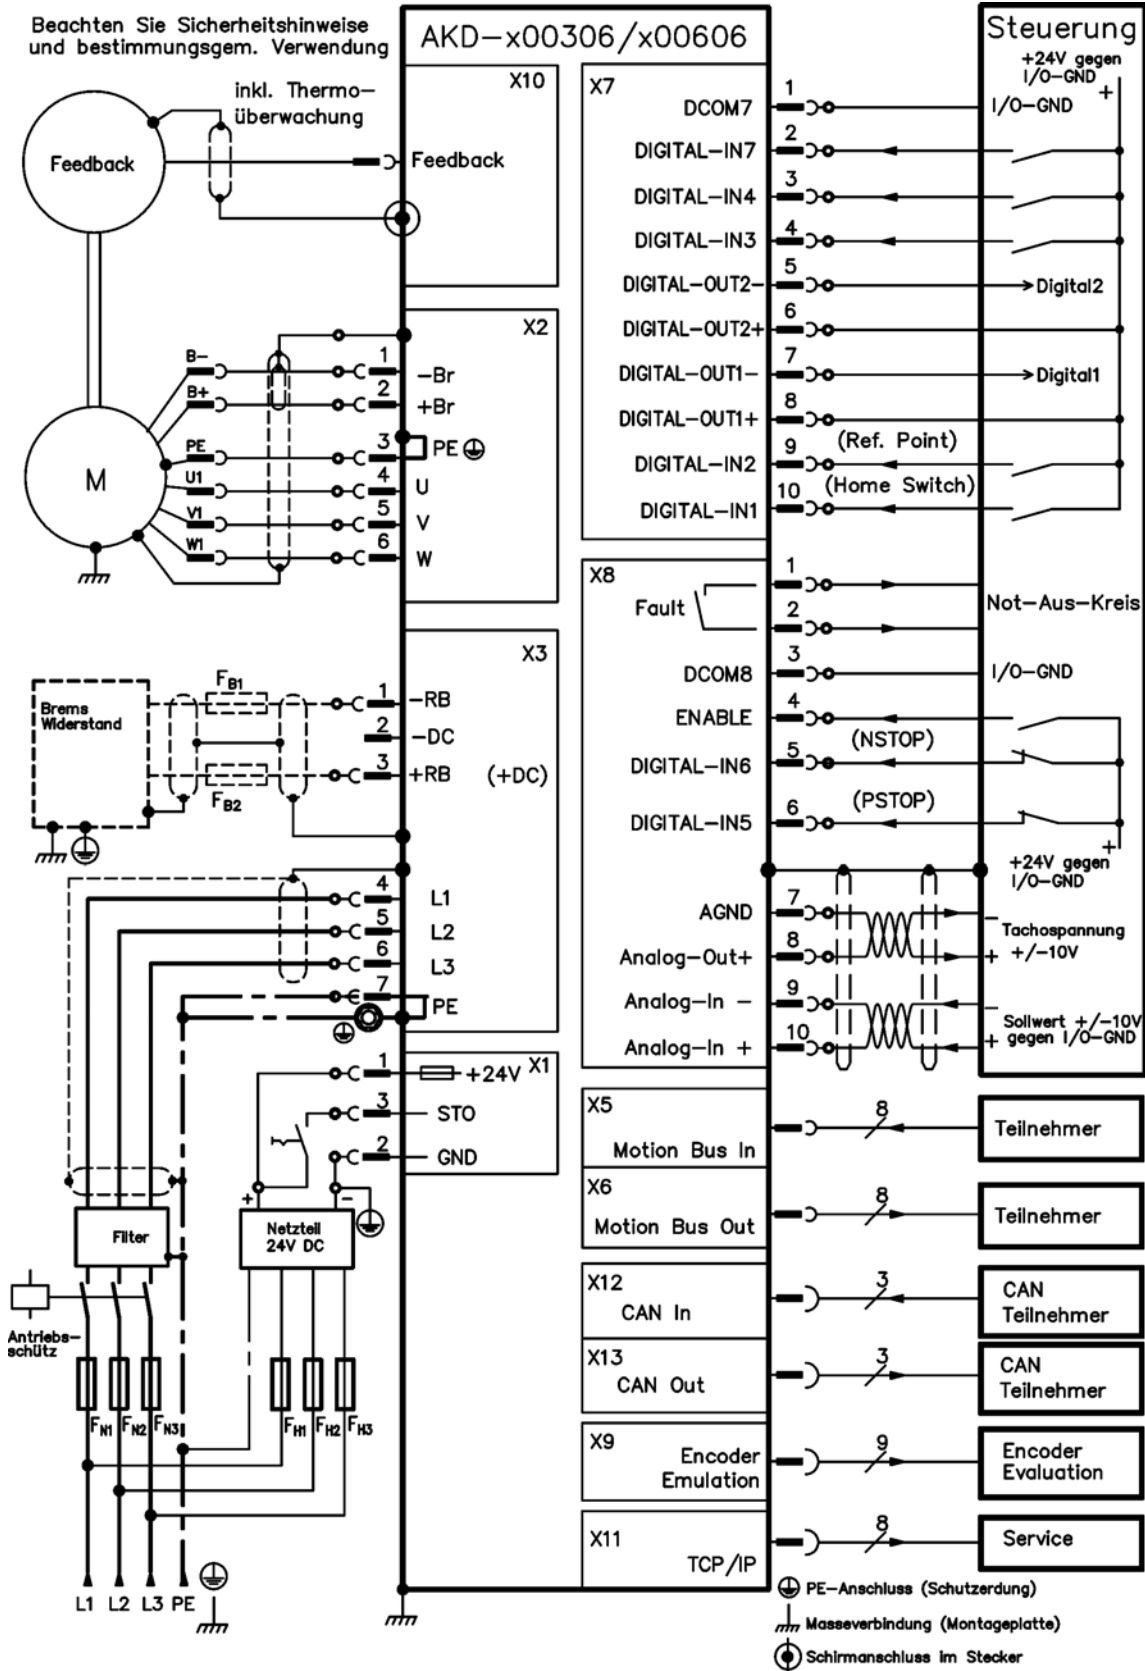 Beachten Sie Sicherheitshinweise
und bestimmungsgem. Verwendung
AKD-x00306/x00606
Steuerung
inkl. Thermo-
überwachung
Feedback
X10
Feedback
X7
+24V gegen
I/O-GND
+
1
DCOM7
I/O-GND
2
DIGITAL-IN7
3
DIGITAL-IN4
4
DIGITAL-IN3
5
DIGITAL-OUT2-
Digital2
6
DIGITAL-OUT2+
7
DIGITAL-OUT1-
Digital1
8
DIGITAL-OUT1+
9
DIGITAL-IN2
(Ref. Point)
10
DIGITAL-IN1
(Home Switch)
X2
M
B-
1
-Br
B+
2
+Br
PE
3
PE
U1
4
U
V1
5
V
W1
6
W
X8
Fault
1
2
Not-Aus-Kreis
3
DCOM8
I/O-GND
4
ENABLE
5
DIGITAL-IN6
(NSTOP)
6
DIGITAL-IN5
(PSTOP)
+
+24V gegen
I/O-GND
7
AGND
-
8
Analog-Out+
+
Tachospannung
+/-10V
9
Analog-In -
-
10
Analog-In +
+
Sollwert +/-10V
gegen I/O-GND
X3
Brems
Widerstand
FB1
FB2
1
-RB
2
-DC
3
+RB
(+DC)
4
L1
5
L2
6
L3
7
PE
X1
1
+24V
3
STO
2
GND
+
-
Filter
Netzteil
24V DC
Antriebs-
schütz
FN1
FN2
FN3
FH1
FH2
FH3
L1
L2
L3
PE
X5
Motion Bus In
8
Teilnehmer
X6
Motion Bus Out
8
Teilnehmer
X12
CAN In
3
CAN
Teilnehmer
X13
CAN Out
3
CAN
Teilnehmer
X9
Encoder
Emulation
9
Encoder
Evaluation
X11
TCP/IP
8
Service
PE-Anschluss (Schutzerdung)
Masseverbindung (Montageplatte)
Schirmanschluss im Stecker